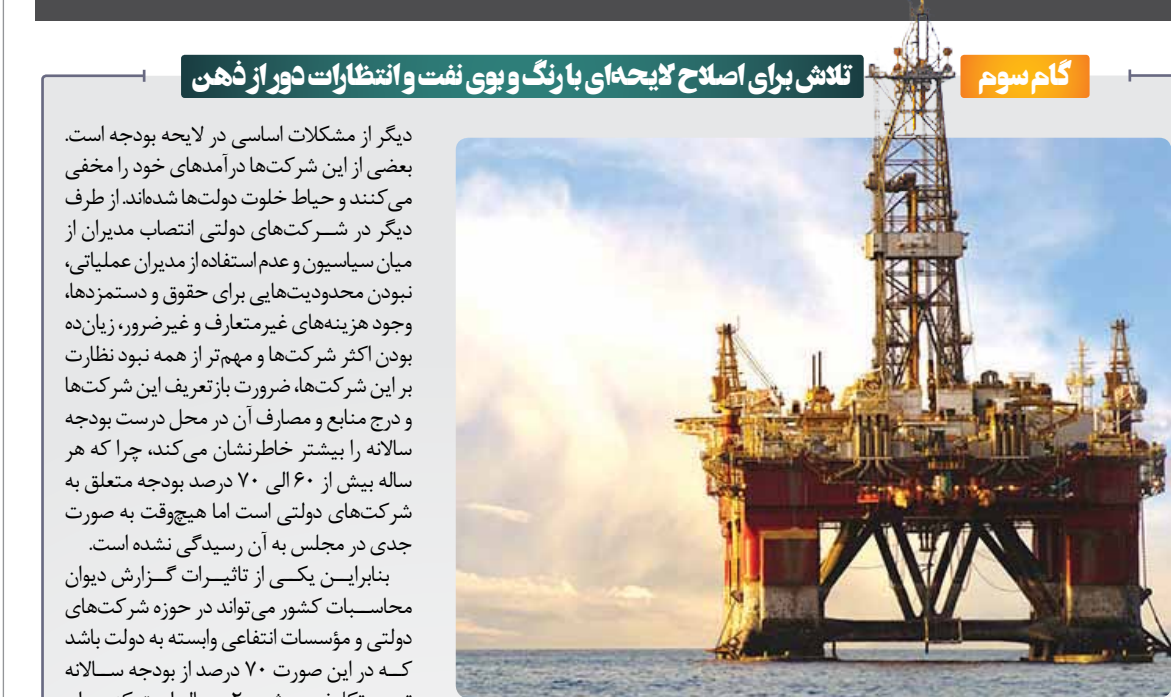 گام سوم
تلاش برای اصلاح لایحه‌ای با رنگ و بوی نفت و انتظارات دور از ذهن
دیگر از مشکلات اساسی در لایحه بودجه است.
بعضی از این شرکت‌ها درآمدهای خود را مخفی
می‌کنند و حیاط خلوت دولت‌ها شده‌اند. از طرف
دیگر در شــرکت‌های دولتی انتصاب مدیران از
میان سیاسیون و عدم استفاده از مدیران عملیاتی،
نبودن محدودیت‌هایی برای حقوق و دستمزدها،
وجود هزینه‌های غیرمتعارف و غیرضرور، زیان‌ده
بودن اکثر شرکت‌ها و مهم‌تر از همه نبود نظارت
بر این شرکت‌ها، ضرورت بازتعریف این شرکت‌ها
و درج منابع و مصارف آن در محل درست بودجه
سالانه را بیشتر خاطرنشان می‌کند، چرا که هر
ساله بیش از ۶۰ الی ۷۰ درصد بودجه متعلق به
شرکت‌های دولتی است اما هیچ‌وقت به صورت
جدی در مجلس به آن رسیدگی نشده است.
بنابرایــن یکــی از تاثیــرات گــزارش دیوان
محاســبات کشور می‌تواند در حوزه شرکت‌های
دولتی و مؤسسات انتفاعی وابسته به دولت باشد
کــه در این صورت ۷۰ درصد از بودجه ســالانه